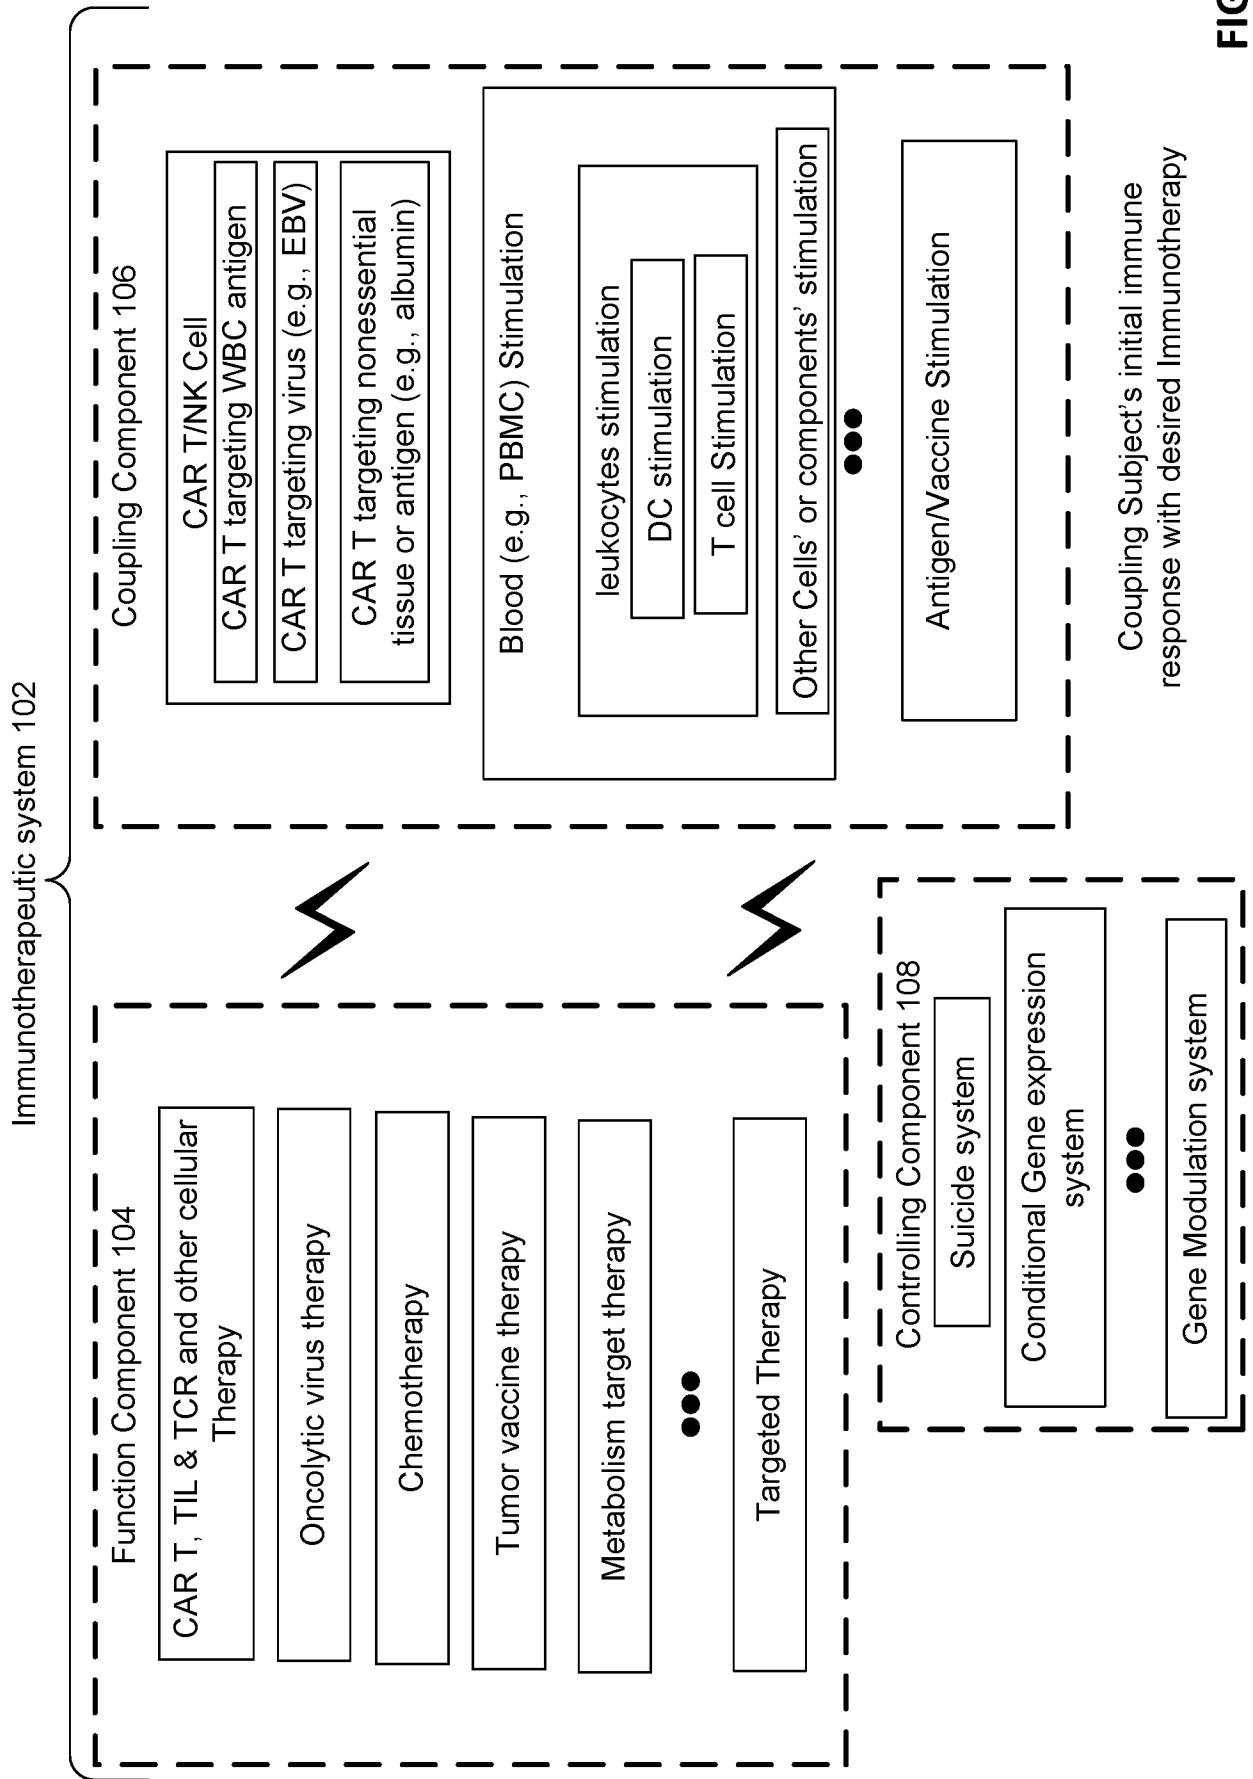 Immunotherapeutic system 102
Function Component 104
CAR T, TIL & TCR and other cellular
Therapy
Oncolytic virus therapy
Chemotherapy
Tumor vaccine therapy
Metabolism target therapy
Targeted Therapy
Coupling Component 106
CAR T/NK Cell
CAR T targeting WBC antigen
CAR T targeting virus (e.g., EBV)
CAR T targeting nonessential
tissue or antigen (e.g., albumin)
Blood (e.g., PBMC) Stimulation
leukocytes stimulation
DC stimulation
T cell Stimulation
Other Cells’ or components’ stimulation
Antigen/Vaccine Stimulation
Controlling Component 108
Suicide system
Conditional Gene expression
system
Gene Modulation system
Coupling Subject’s initial immune
response with desired Immunotherapy
FIG